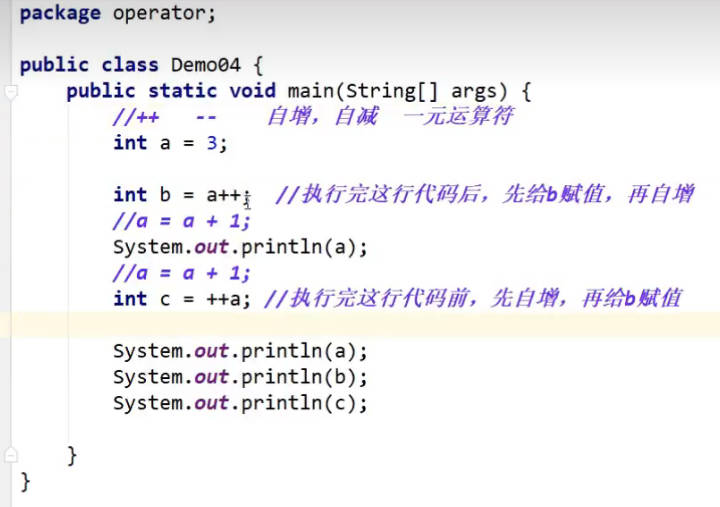 package operator;
public class Demo04 {
public static void main(String[] args) {
//++ -- 自增，自减 一元运算符
int a = 3;
int b = a++; //执行完这行代码后，先给b赋值，再自增
//a = a + 1;
System.out.println(a);
//a = a + 1;
int c = ++a; //执行完这行代码前，先自增，再给b赋值
System.out.println(a);
System.out.println(b);
System.out.println(c);
}
}